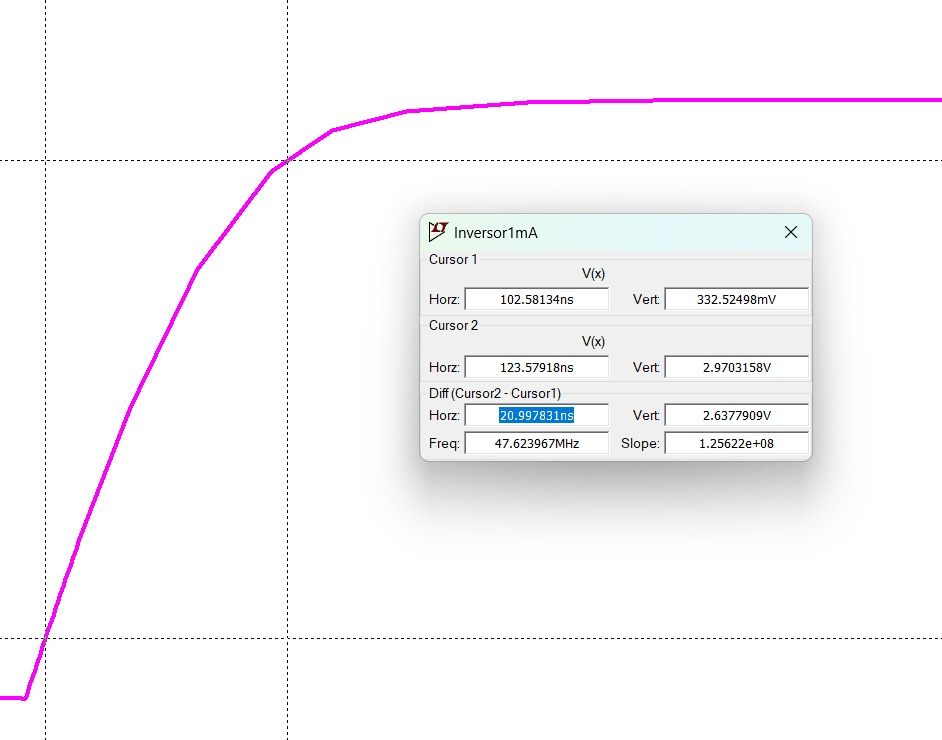 Inversor1mA
Cursor 1
V(x)
Horz: 102.58134ns Vert: 332.52498mV
Cursor 2
V(x)
Horz: 123.57918ns Vert: 2.9703158V
Diff (Cursor2 - Cursor1)
Horz: 20.997831ns Vert: 2.6377909V
Freq: 47.623967MHz Slope: 1.25622e+08